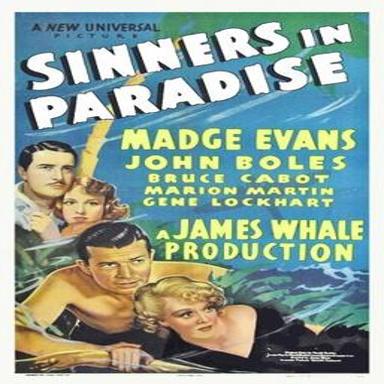 A NEW UNIVERSAL
PICTURE
SINNERS IN
PARADISE
MADGE EVANS
JOHN BOLES
BRUCE CABOT
MARION MARTIN
GENE LOCKHART
A JAMES WHALE
PRODUCTION